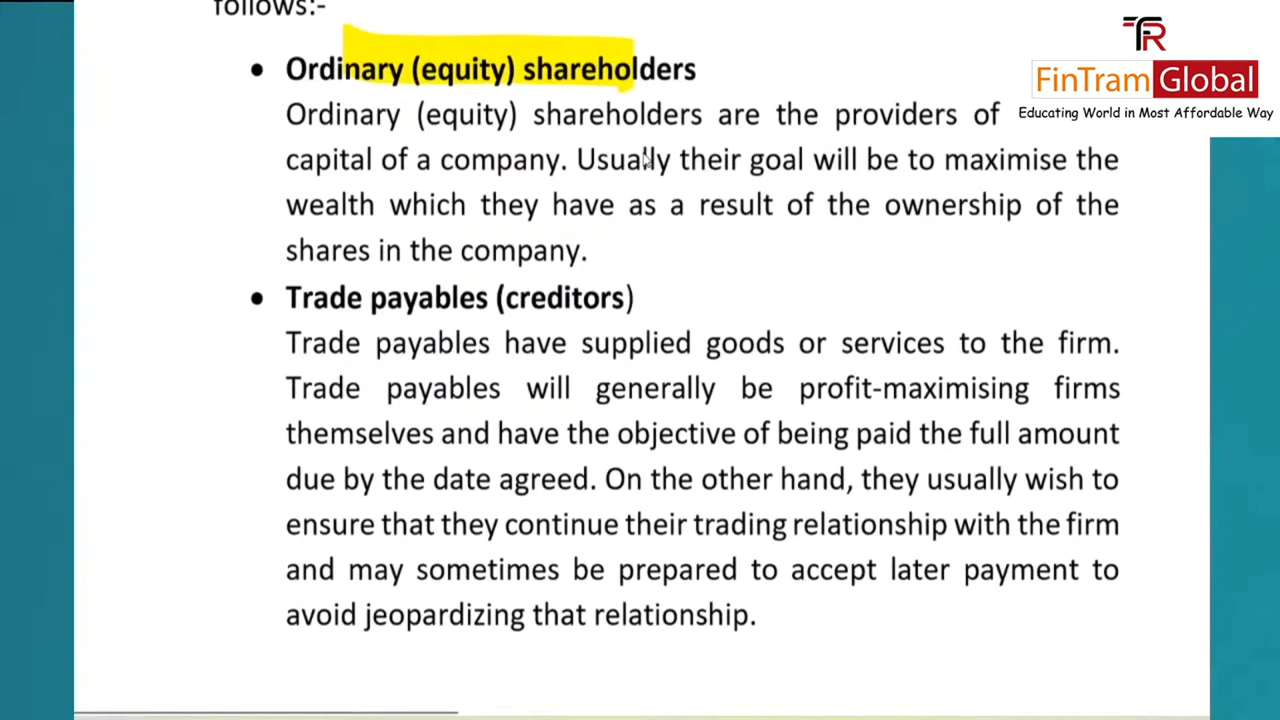 follows:-
• Ordinary (equity) shareholders
Ordinary (equity) shareholders are the providers of
capital of a company. Usually their goal will be to maximise the
wealth which they have as a result of the ownership of the
shares in the company.
• Trade payables (creditors)
Trade payables have supplied goods or services to the firm.
Trade payables will generally be profit-maximising firms
themselves and have the objective of being paid the full amount
due by the date agreed. On the other hand, they usually wish to
ensure that they continue their trading relationship with the firm
and may sometimes be prepared to accept later payment to
avoid jeopardizing that relationship.
FinTram Global
Educating World in Most Affordable Way